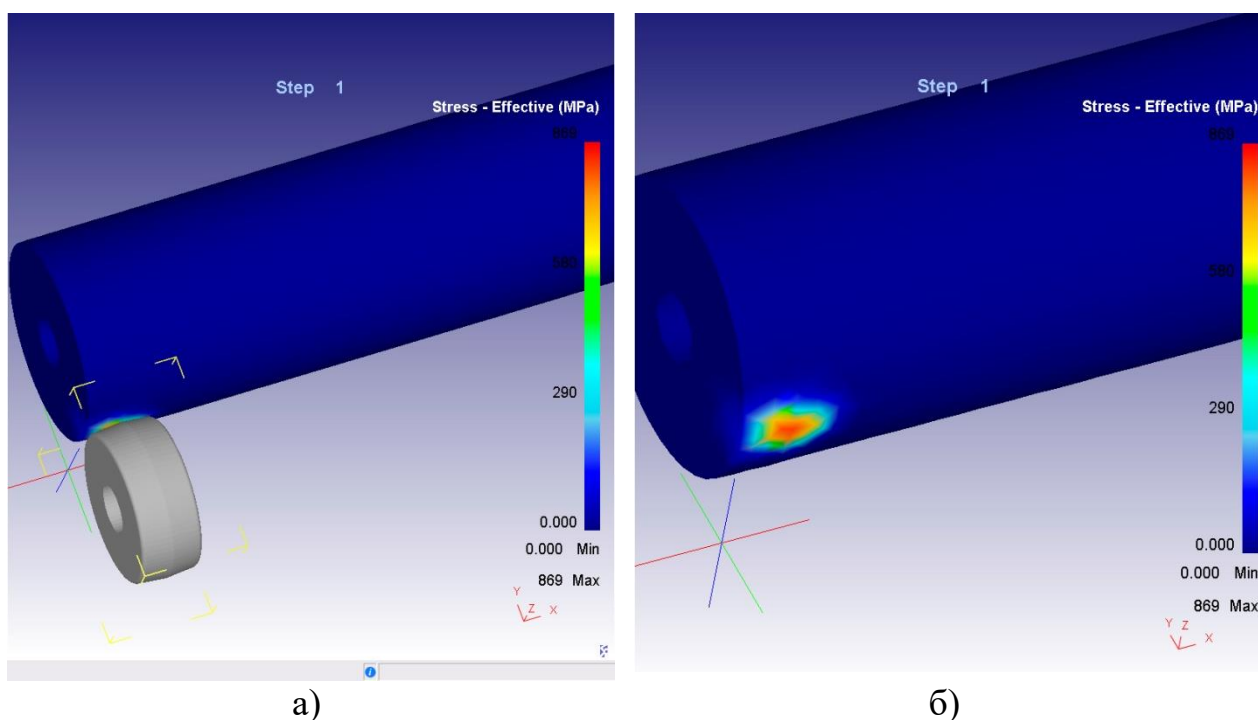 Step 1
Stress - Effective (MPa)
869
580
290
0.000
0.000 Min
869 Max
Y
Z X
а)
Step 1
Stress - Effective (MPa)
869
580
290
0.000
0.000 Min
869 Max
Y Z
X
б)